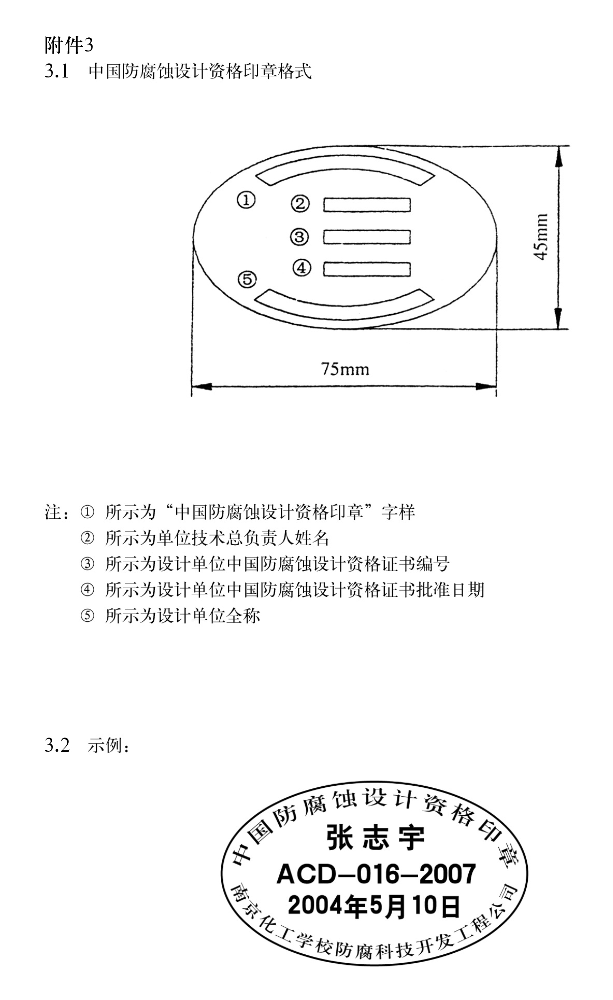 附件3
3.1 中国防腐蚀设计资格印章格式
①
②
③
④
⑤
45mm
75mm
注：① 所示为“中国防腐蚀设计资格印章”字样
② 所示为单位技术总负责人姓名
③ 所示为设计单位中国防腐蚀设计资格证书编号
④ 所示为设计单位中国防腐蚀设计资格证书批准日期
⑤ 所示为设计单位全称
3.2 示例：
中国防腐蚀设计资格印章
张志宇
ACD-016-2007
2004年5月10日
南京化工学校防腐科技开发工程公司